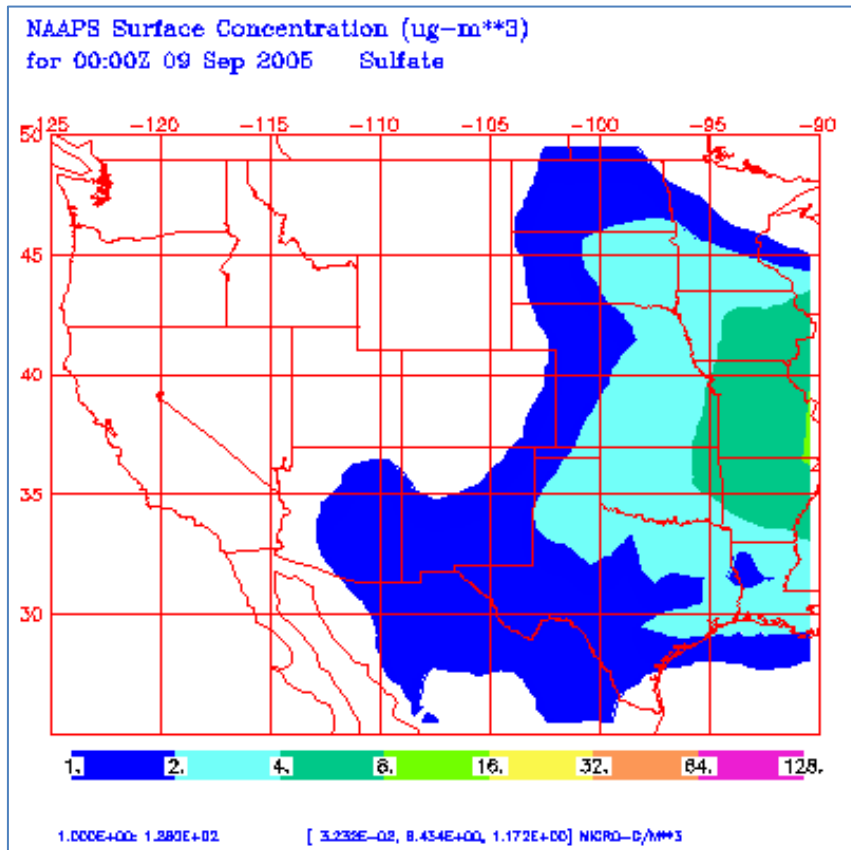 NAAPS Surface Concentration (ug-m**3)
for 00:00Z 09 Sep 2005 Sulfate
-125 -120 -115 -110 -105 -100 -95 -90
50
45
40
35
30
1. 2. 4. 8. 16. 32. 64. 128.
1.000E+00: 1.280E+02 [ 3.232E-02, 8.434E+00, 1.172E+00] MICRO-G/M**3